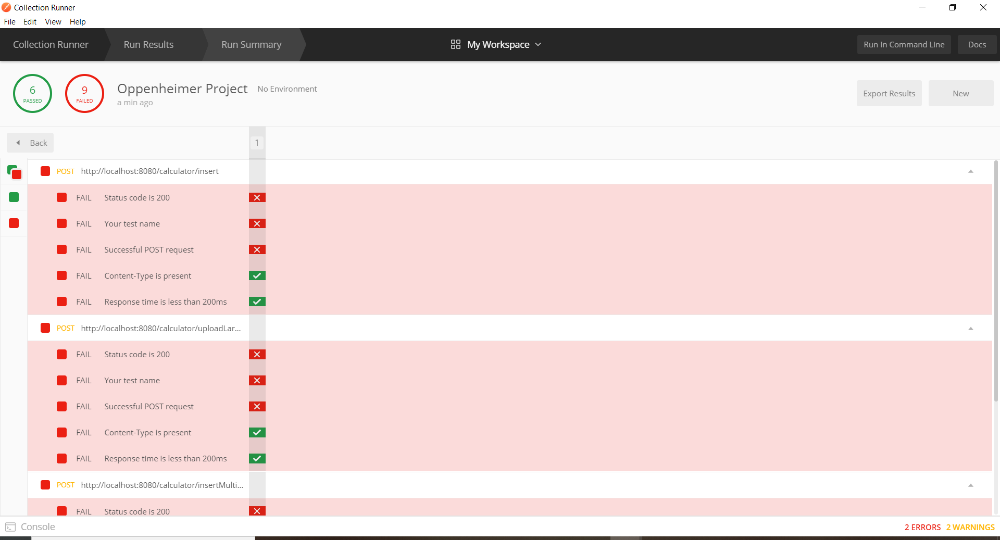 Collection Runner
File Edit View Help
Collection Runner Run Results Run Summary My Workspace Run In Command Line Docs
6 PASSED
9 FAILED
Oppenheimer Project No Environment
a min ago
Export Results New
Back 1
POST http://localhost:8080/calculator/insert
FAIL Status code is 200
FAIL Your test name
FAIL Successful POST request
FAIL Content-Type is present
FAIL Response time is less than 200ms
POST http://localhost:8080/calculator/uploadLar...
FAIL Status code is 200
FAIL Your test name
FAIL Successful POST request
FAIL Content-Type is present
FAIL Response time is less than 200ms
POST http://localhost:8080/calculator/insertMulti...
FAIL Status code is 200
Console 2 ERRORS 2 WARNINGS